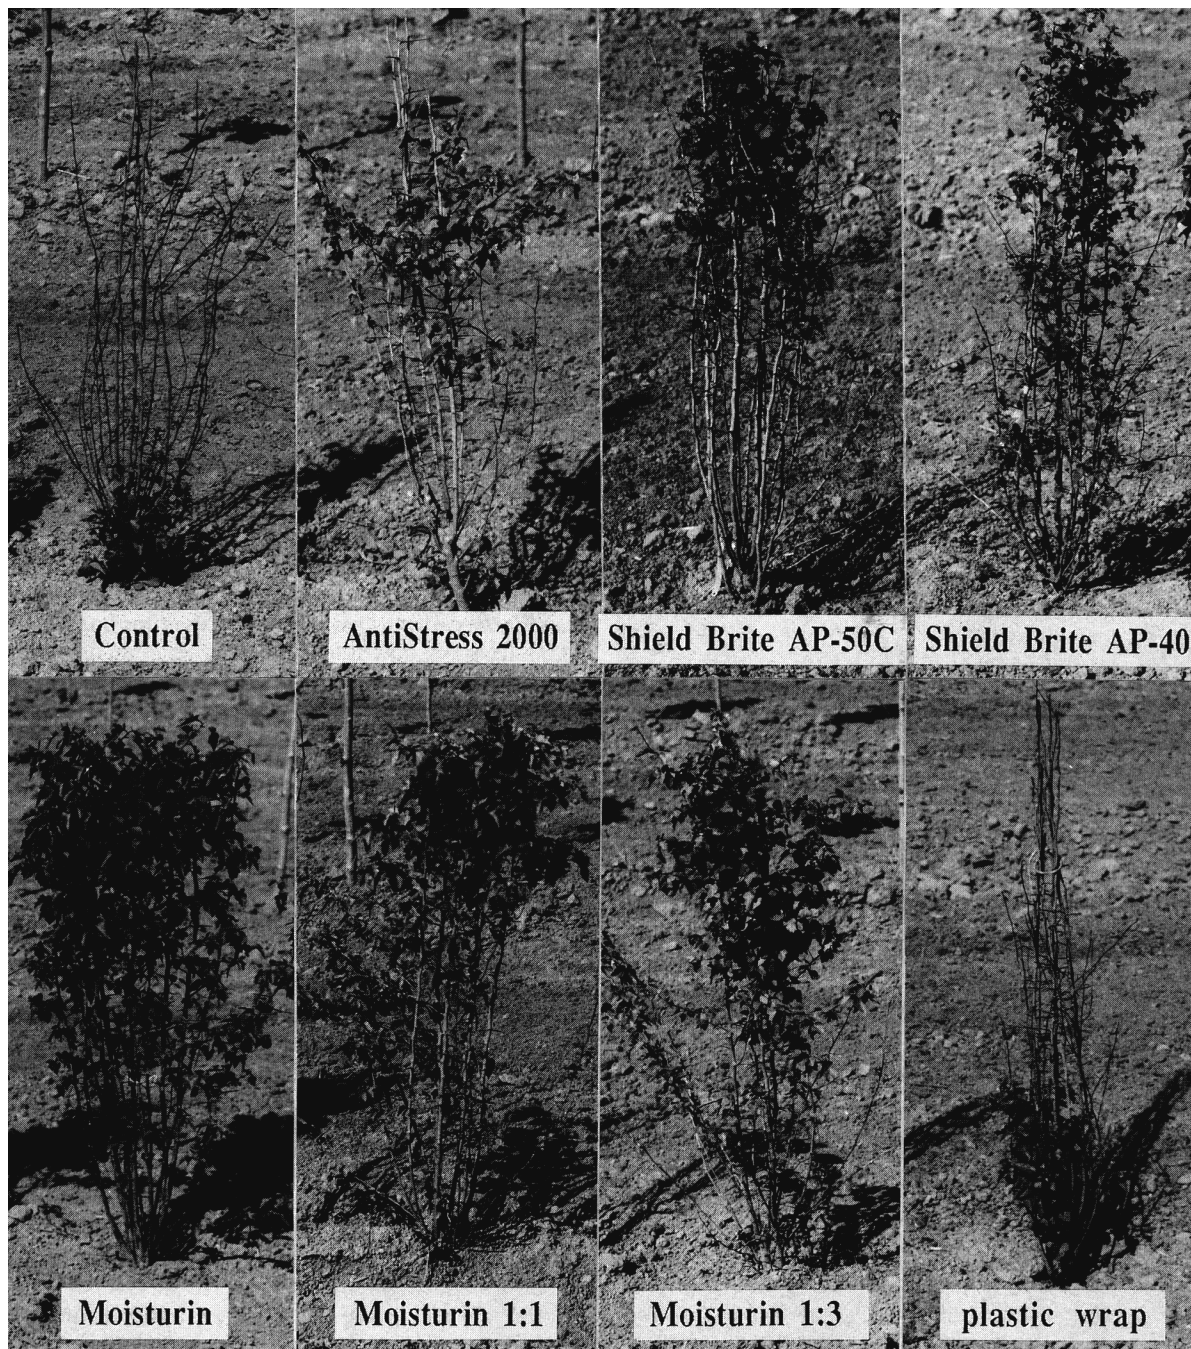 Control
AntiStress 2000
Shield Brite AP-50C
Shield Brite AP-40
Moisturin
Moisturin 1:1
Moisturin 1:3
plastic wrap